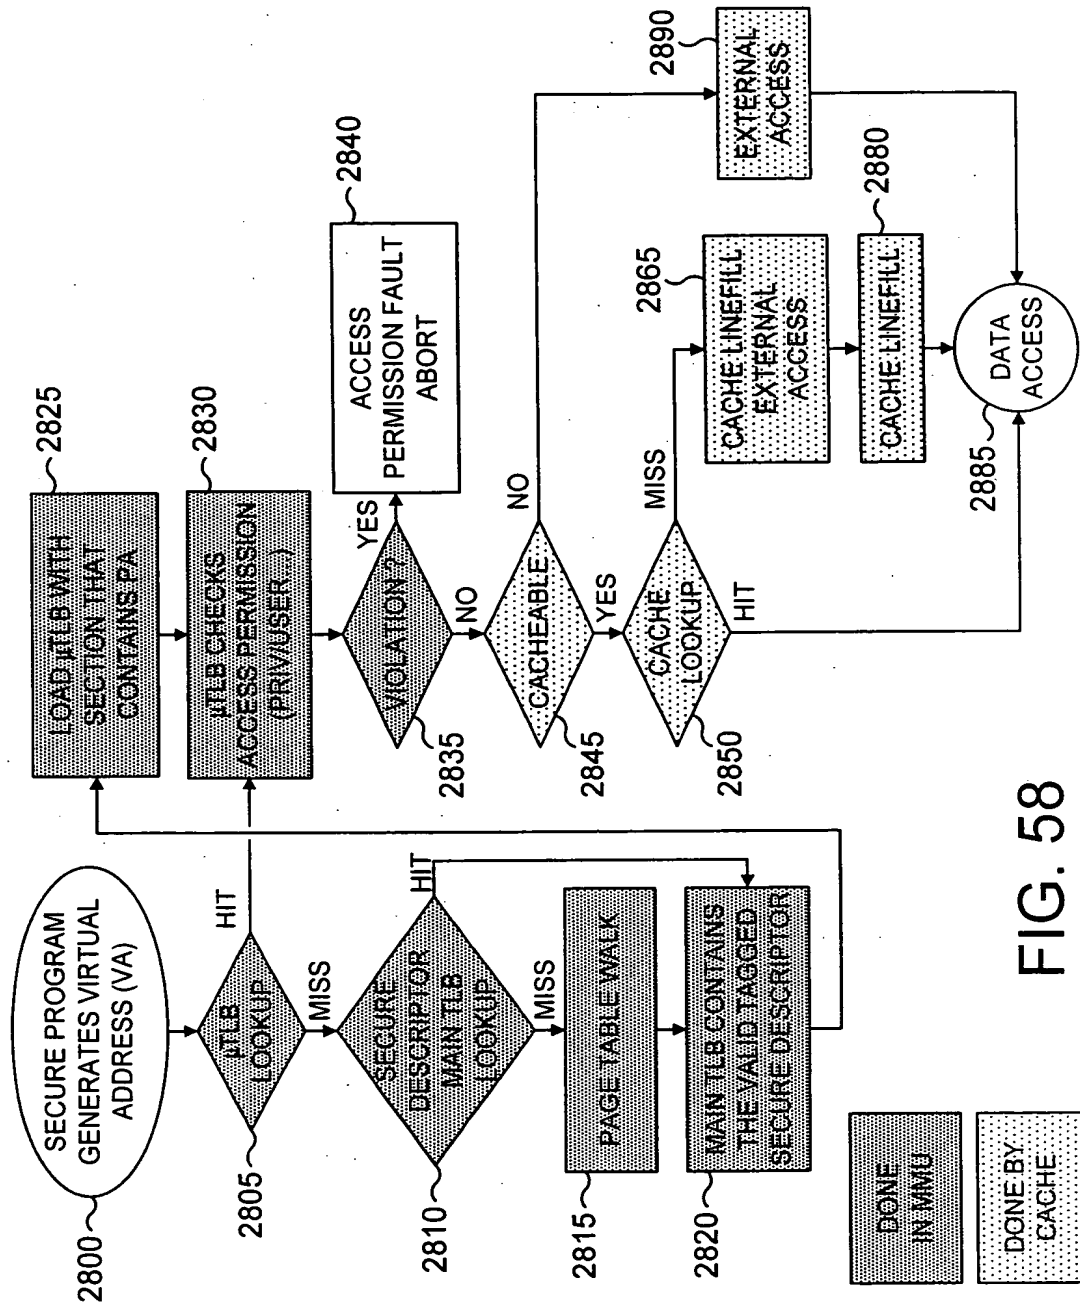 2800
SECURE PROGRAM
GENERATES VIRTUAL
ADDRESS (VA)
2805
µTLB
LOOKUP
HIT
MISS
2810
SECURE
DESCRIPTOR
MAIN TLB
LOOKUP
HIT
MISS
2815
PAGE TABLE WALK
2820
MAIN TLB CONTAINS
THE VALID TAGGED
SECURE DESCRIPTOR
2825
LOAD µTLB WITH
SECTION THAT
CONTAINS PA
2830
µTLB CHECKS
ACCESS PERMISSION
(PRIV/USER...)
2835
VIOLATION ?
YES
NO
2840
ACCESS
PERMISSION FAULT
ABORT
2845
CACHEABLE
NO
YES
2850
CACHE
LOOKUP
MISS
HIT
2865
CACHE LINEFILL
EXTERNAL
ACCESS
2880
CACHE LINEFILL
2890
EXTERNAL
ACCESS
2885
DATA
ACCESS
DONE
IN MMU
DONE BY
CACHE
FIG. 58